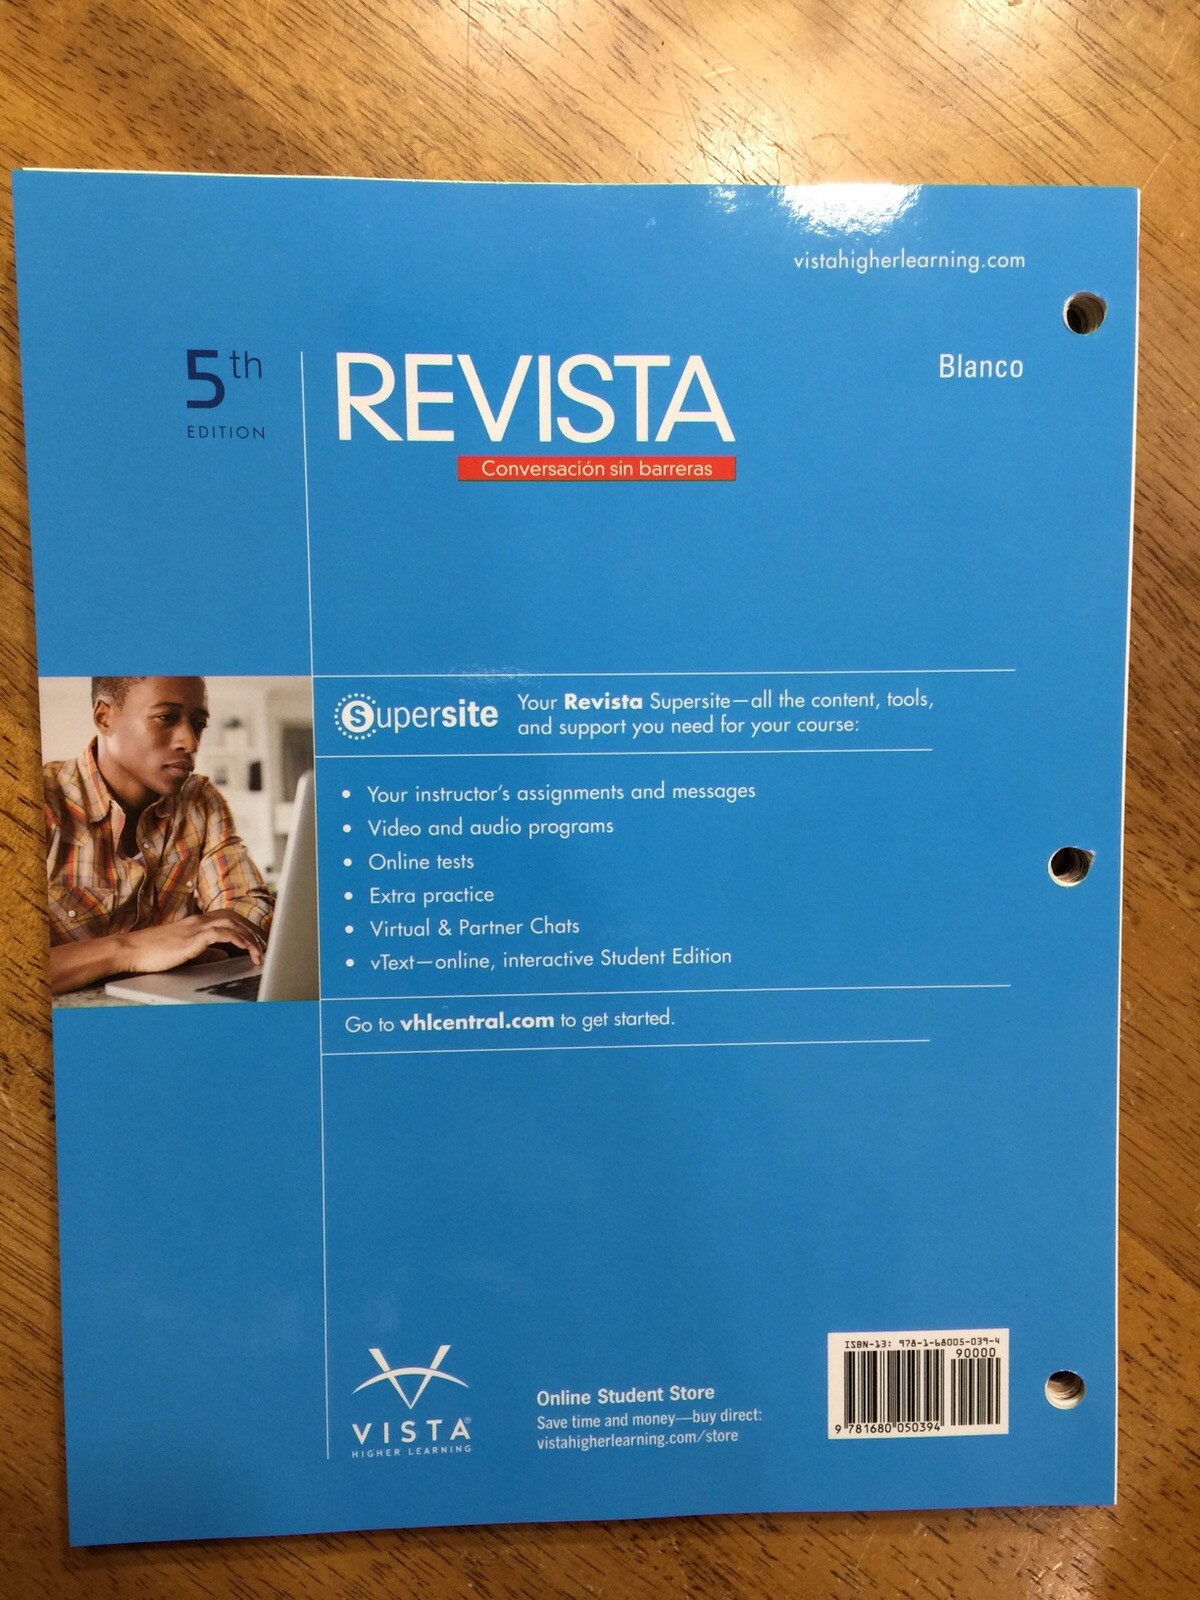 vistahigherlearning.com
5th
EDITION
REVISTA
Blanco
Conversación sin barreras
Supersite
Your Revista Supersite—all the content, tools,
and support you need for your course:
• Your instructor's assignments and messages
• Video and audio programs
• Online tests
• Extra practice
• Virtual & Partner Chats
• vText—online, interactive Student Edition
Go to vhlcentral.com to get started.
VISTA®
HIGHER LEARNING
Online Student Store
Save time and money—buy direct:
vistahigherlearning.com/store
ISBN-13: 978-1-68005-039-4
90000
9 781680 050394